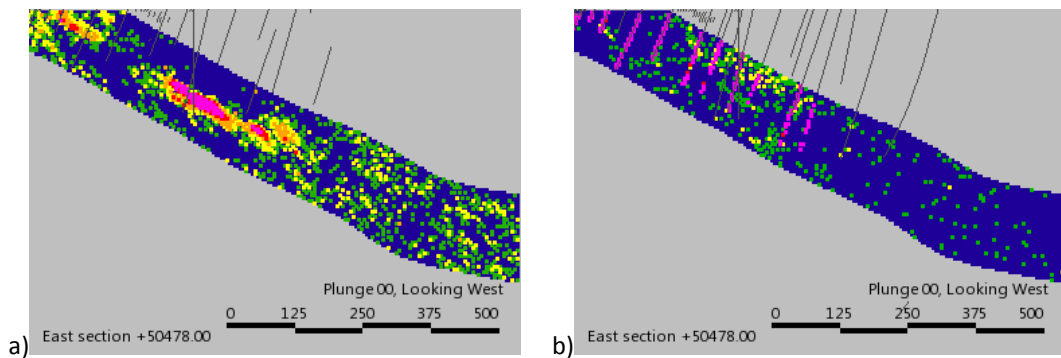 Plunge 00, Looking West
0 125 250 375 500
East section +50478.00
a)
Plunge 00, Looking West
0 125 250 375 500
East section +50478.00
b)